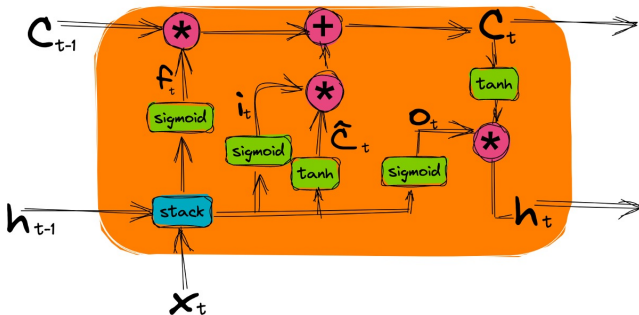 C t-1
*
+
C t
f t
i t
*
tanh
sigmoid
o t
*
sigmoid
Ĉ t
tanh
sigmoid
h t-1
stack
h t
x t